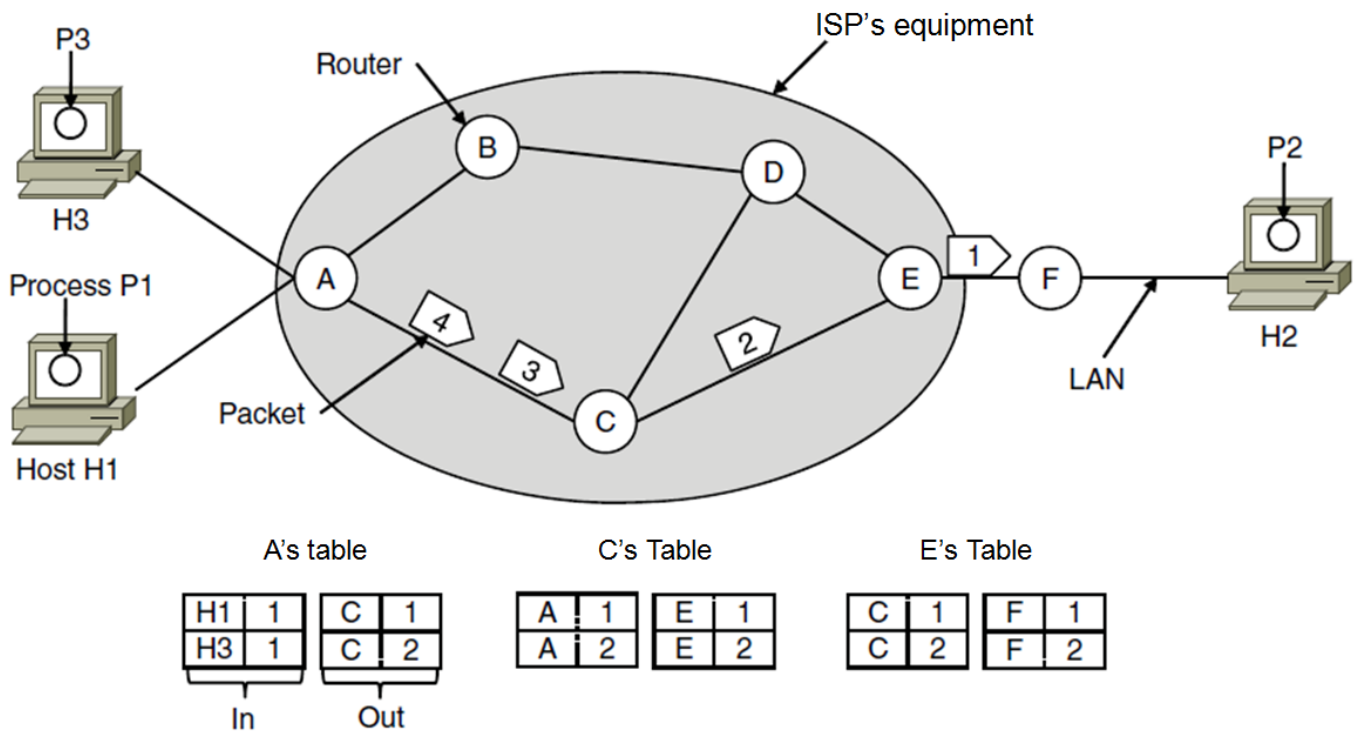 ISP's equipment
P3
Router
B
P2
D
H3
A
1
E
F
Process P1
H2
4
2
3
LAN
Packet
C
Host H1
A's table
C's Table
E's Table
H1 1 C 1 A 1 E 1 C 1 F 1
H3 1 C 2 A 2 E 2 C 2 F 2
In
Out